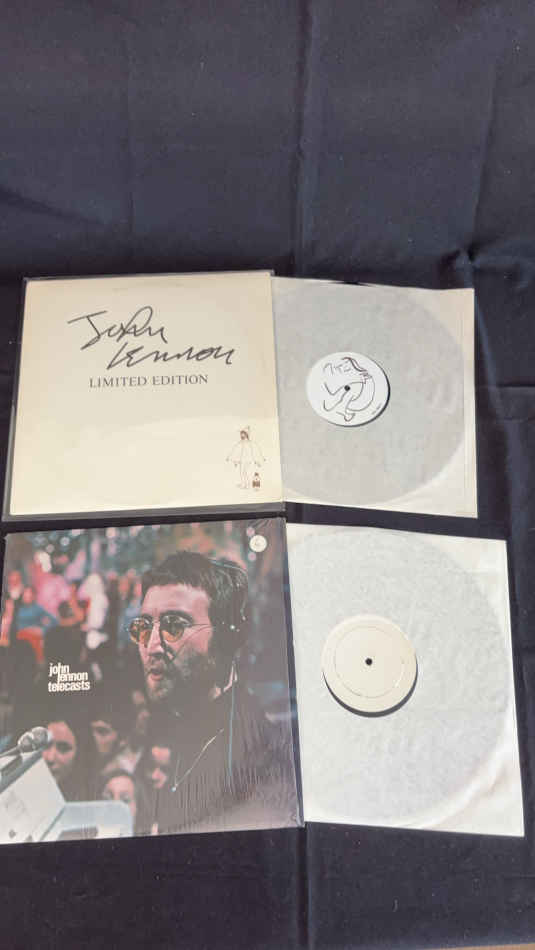 John
Lennon
LIMITED EDITION
john
lennon
telecasts